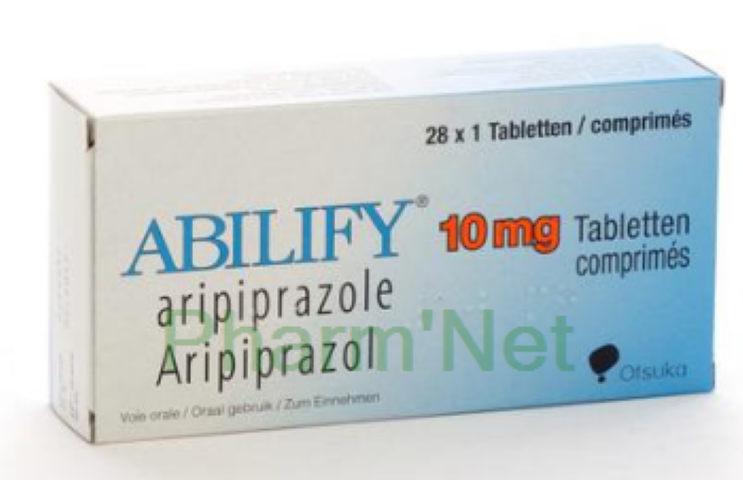 28 x 1 Tabletten / comprimés
ABILIFY® 10 mg Tabletten
comprimés
aripiprazole
Aripiprazol
Pharm'Net
Otsuka
Voie orale / Oraal gebruik / Zum Einnehmen